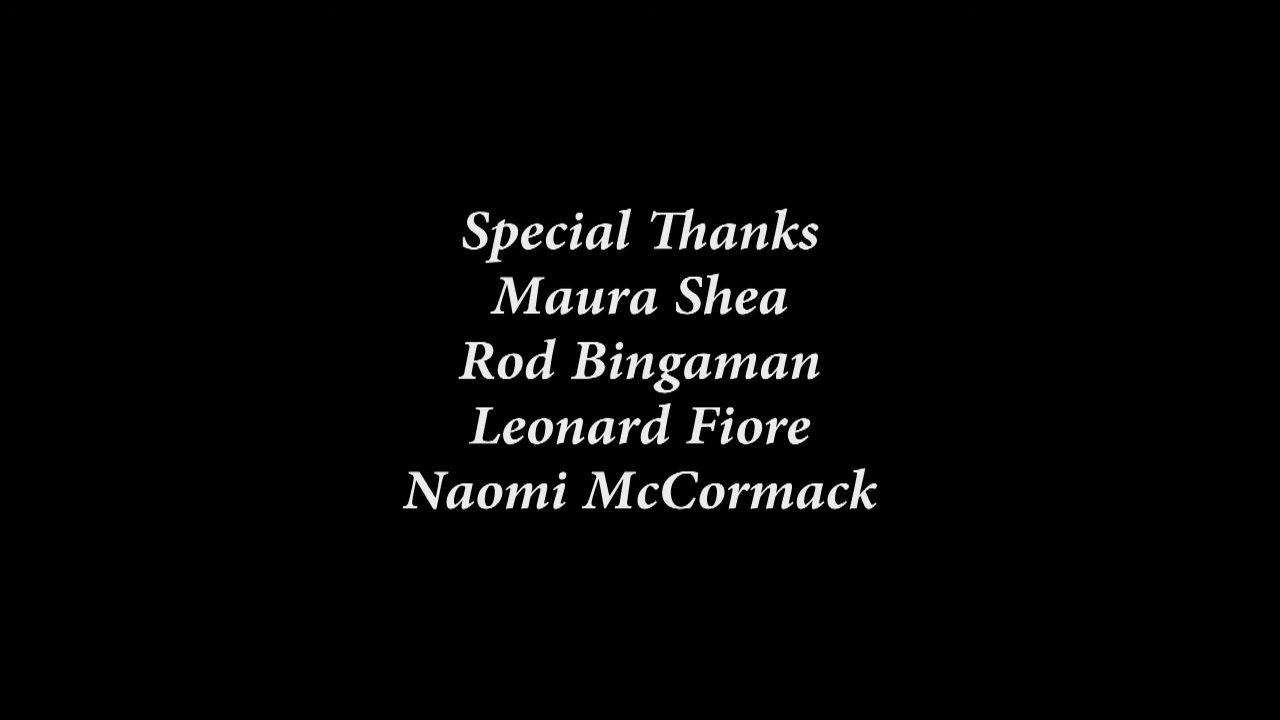 Special Thanks
Maura Shea
Rod Bingaman
Leonard Fiore
Naomi McCormack